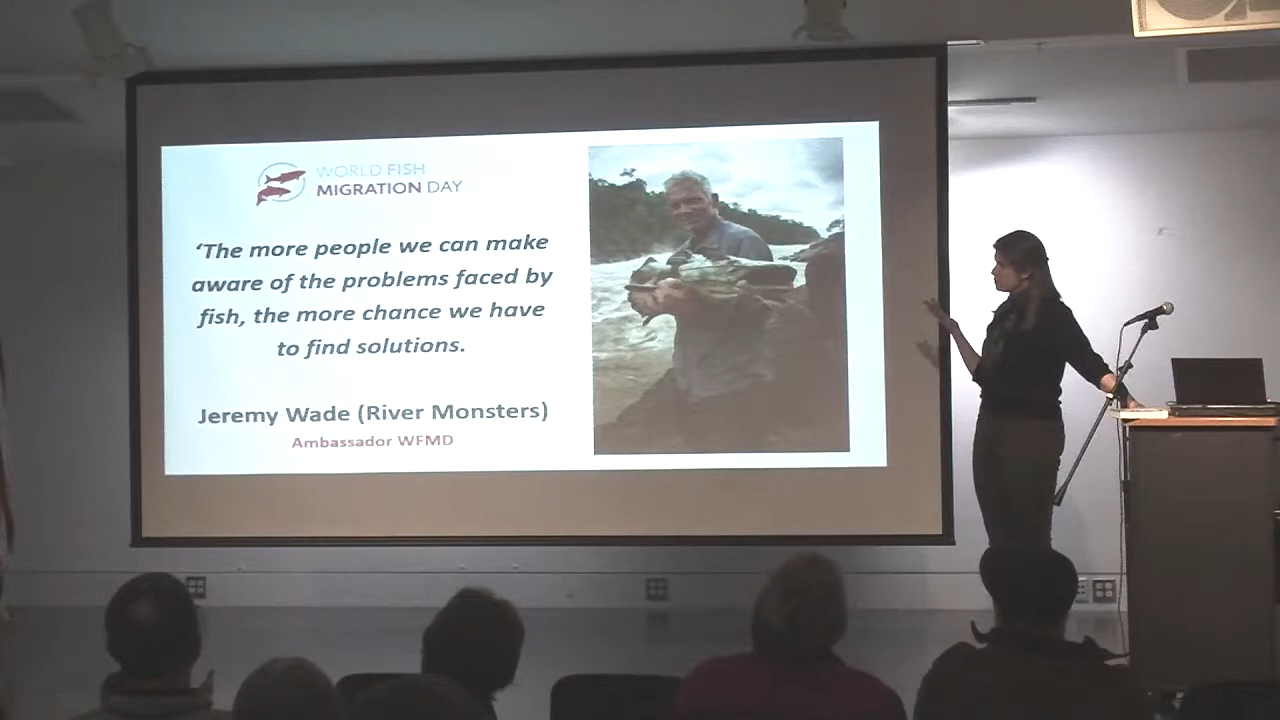 WORLD FISH
MIGRATION DAY
‘The more people we can make
aware of the problems faced by
fish, the more chance we have
to find solutions.
Jeremy Wade (River Monsters)
Ambassador WFMD